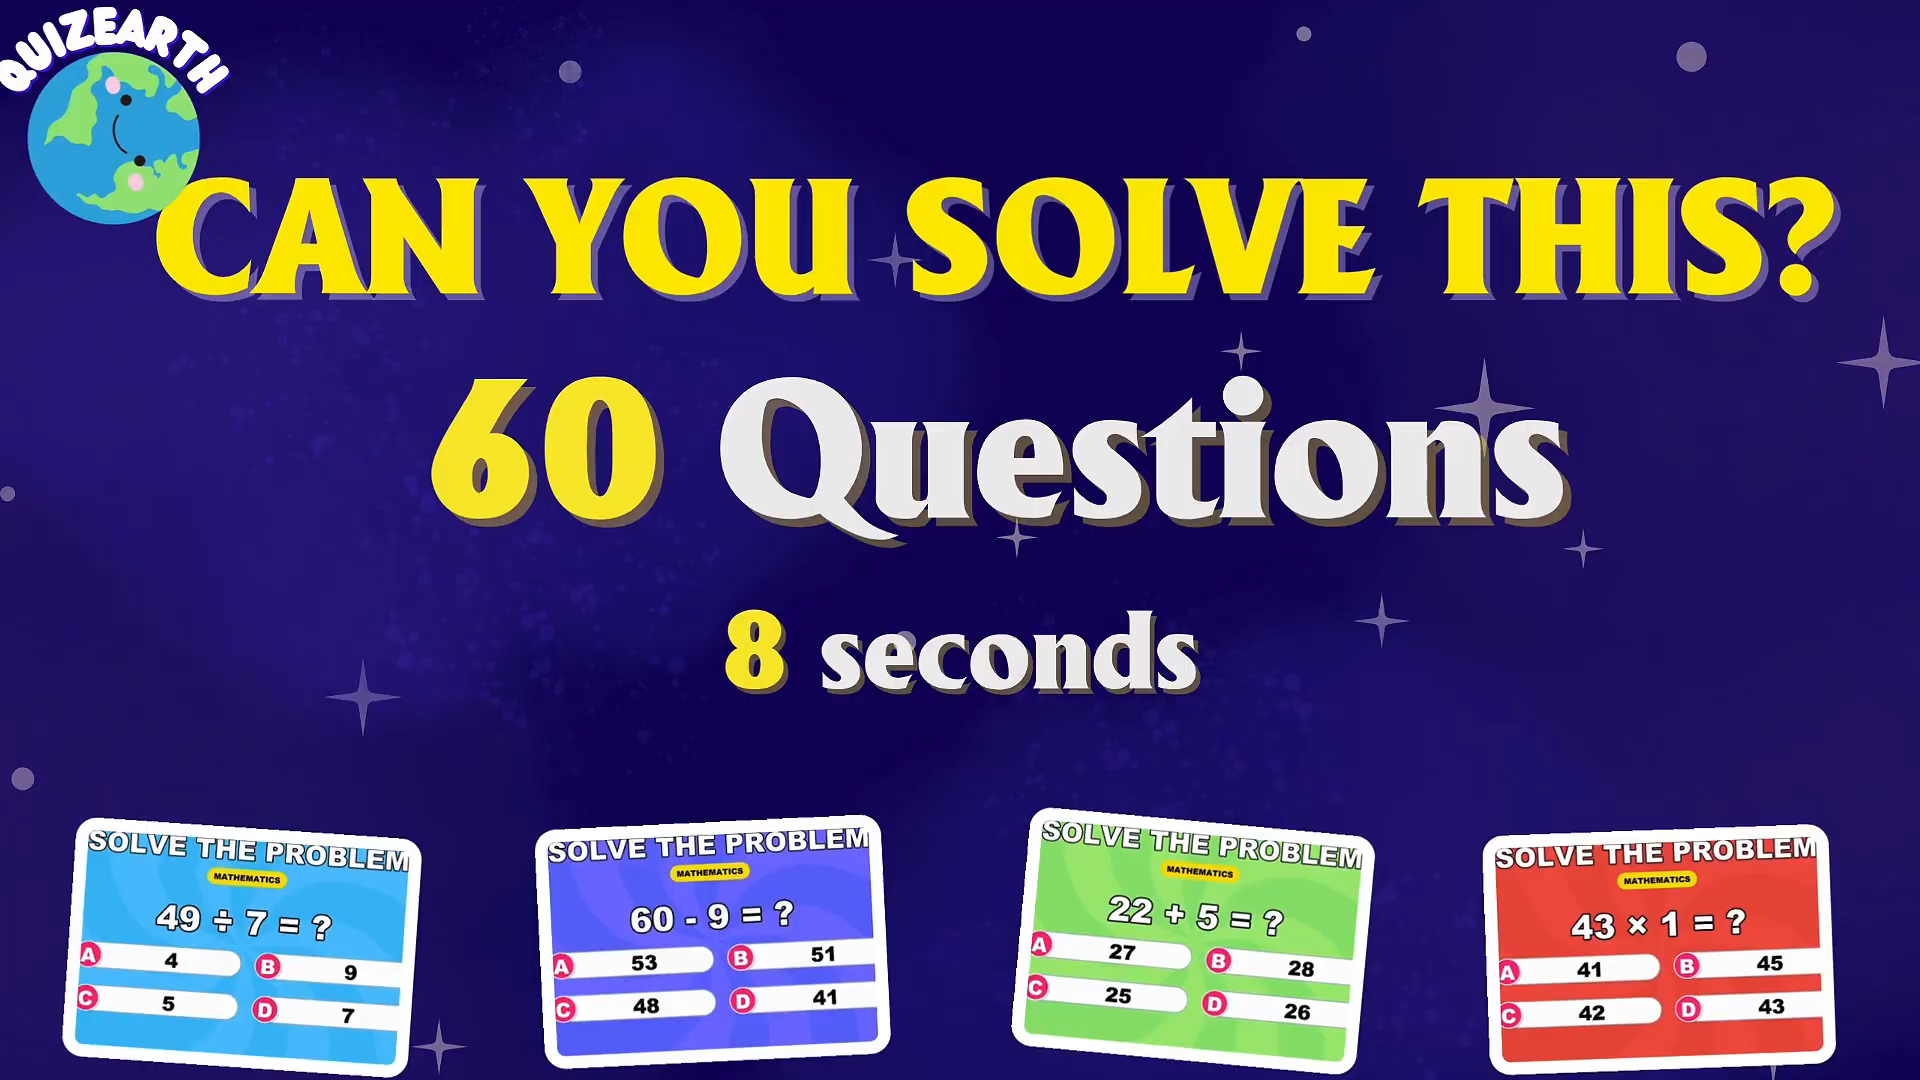 QUIZEARTH
CAN YOU SOLVE THIS?
60 Questions
8 seconds
SOLVE THE PROBLEM
MATHEMATICS
49 ÷ 7 = ?
A 4 B 9
C 5 D 7
SOLVE THE PROBLEM
MATHEMATICS
60 - 9 = ?
A 53 B 51
C 48 D 41
SOLVE THE PROBLEM
MATHEMATICS
22 + 5 = ?
A 27 B 28
C 25 D 26
SOLVE THE PROBLEM
MATHEMATICS
43 × 1 = ?
A 41 B 45
C 42 D 43